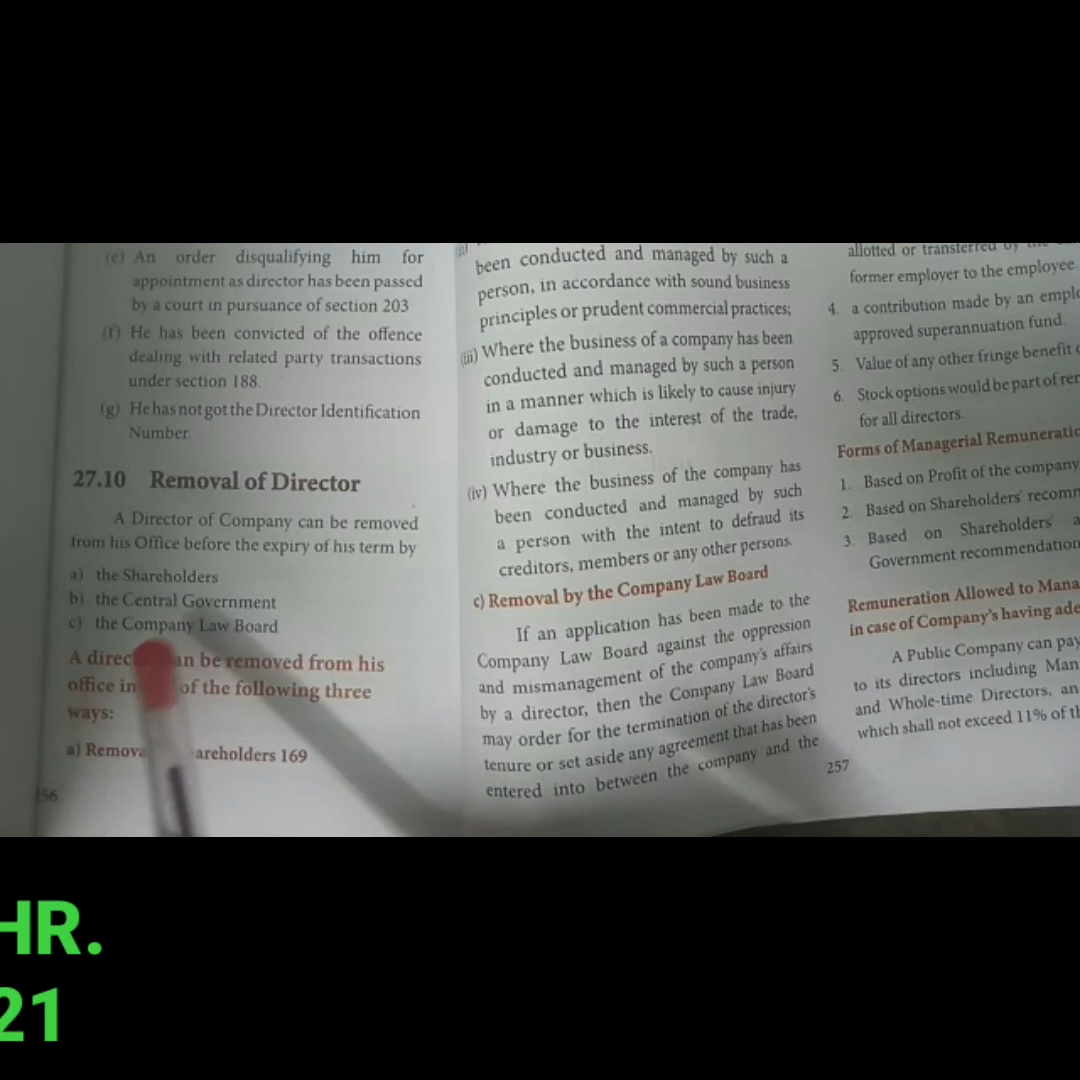 (e) An order disqualifying him for
appointment as director has been passed
by a court in pursuance of section 203
(f) He has been convicted of the offence
dealing with related party transactions
under section 188.
(g) He has not got the Director Identification
Number
27.10 Removal of Director
A Director of Company can be removed
from his Office before the expiry of his term by
a) the Shareholders
b) the Central Government
c) the Company Law Board
A an be removed from his
office in of the following three
ways:
a) 169
been conducted and managed by such a
person, in accordance with sound business
principles or prudent commercial practices;
(iii) Where the business of a company has been
conducted and managed by such a person
in a manner which is likely to cause injury
or damage to the interest of the trade,
industry or business.
(iv) Where the business of the company has
been conducted and managed by such
a person with the intent to defraud its
creditors, members or any other persons.
c) Removal by the Company Law Board
If an application has been made to the
Company Law Board against the oppression
and mismanagement of the company's affairs
by a director, then the Company Law Board
may order for the termination of the director's
tenure or set aside any agreement that has been
entered into between the company and the
257
allotted or transferred by
former employer to the employee.
4. a contribution made by an
approved superannuation fund.
5. Value of any other fringe benefit
6. Stock options would be part of
for all directors.
Forms of Managerial
1. Based on Profit of the company
2. Based on Shareholders'
3. Based on Shareholders
Government recommendation
Remuneration Allowed to
in case of Company's having
A Public Company can pay
to its directors including
and Whole-time Directors,
which shall not exceed 11% of
HR.
21